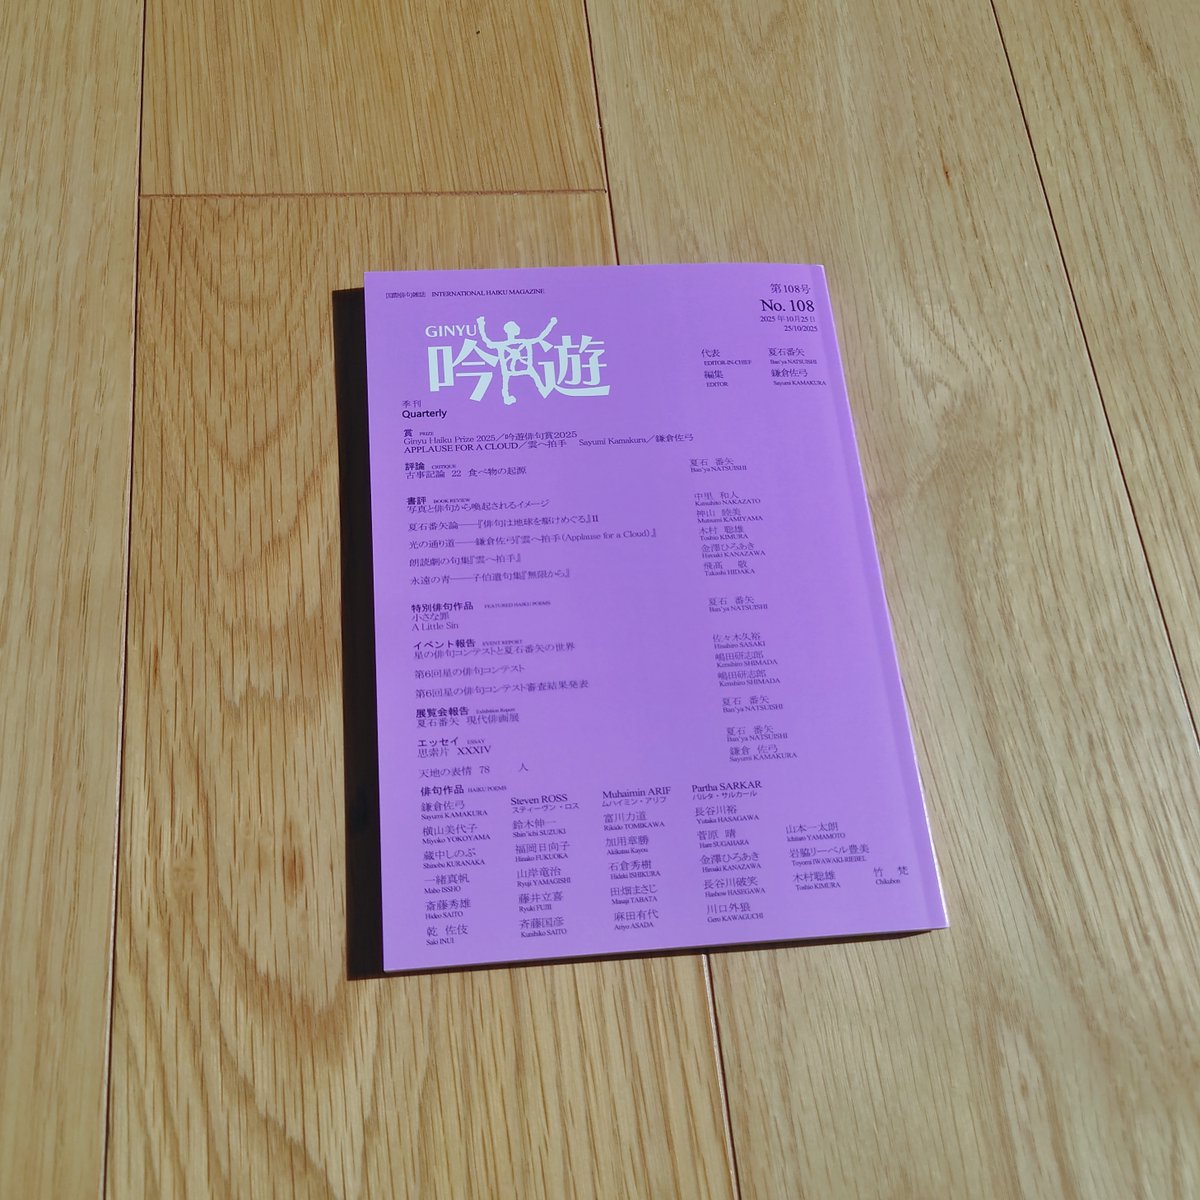 国際俳句雑誌 INTERNATIONAL HAIKU MAGAZINE
第108号
No. 108
2025年10月25日
25/10/2025
GINYU
吟遊
季刊
Quarterly
代表 夏石番矢
EDITOR-IN-CHIEF Ban'ya NATSUISHI
編集 鎌倉佐弓
EDITOR Sayumi KAMAKURA
賞 PRIZE
Ginyu Haiku Prize 2025／吟遊俳句賞2025
APPLAUSE FOR A CLOUD／雲へ拍手 Sayumi Kamakuru／鎌倉佐弓
評論 CRITIQUE
古事記論 22 食べ物の起源 夏石 番矢
Ban'ya NATSUISHI
書評 BOOK REVIEW
写真と俳句から喚起されるイメージ 中里 和人
Katsuhito NAKAZATO
夏石番矢論──『俳句は地球を駆けめぐる』II 神山 睦美
Mutsumi KAMIYAMA
光の通り道──鎌倉佐弓『雲へ拍手（Applause for a Cloud）』 木村 聡雄
Toshio KIMURA
朗読劇の句集『雲へ拍手』 金澤ひろあき
Hiroaki KANAZAWA
永遠の青──子伯遺句集『無限から』 飛髙 敬
Takashi HIDAKA
特別俳句作品 FEATURED HAIKU POEMS
小さな罪 夏石 番矢
A Little Sin Ban'ya NATSUISHI
イベント報告 EVENT REPORT
星の俳句コンテストと夏石番矢の世界 佐々木久裕
Hisahiro SASAKI
第6回星の俳句コンテスト 嶋田研志郎
Kenshiro SHIMADA
第6回星の俳句コンテスト審査結果発表 嶋田研志郎
Kenshiro SHIMADA
展覧会報告 Exhibition Report
夏石番矢 現代俳画展 夏石 番矢
Ban'ya NATSUISHI
エッセイ ESSAY
思索片 XXXIV 夏石 番矢
Ban'ya NATSUISHI
天地の表情 78 人 鎌倉 佐弓
Sayumi KAMAKURA
俳句作品 HAIKU POEMS
鎌倉佐弓 Steven ROSS Muhaimin ARIF Partha SARKAR
Sayumi KAMAKURA スティーヴン・ロス ムハイミン・アリフ パルタ・サルカール
横山美代子 鈴木伸一 富川力道 長谷川裕
Miyoko YOKOYAMA Shin'ichi SUZUKI Rikido TOMIKAWA Yutaka HASAGAWA
蔵中しのぶ 福岡日向子 加用章勝 菅原 晴 山本一太朗
Shinobu KURANAKA Hinako FUKUOKA Akikatsu Kayou Hare SUGAHARA Ichitaro YAMAMOTO
一緒真帆 山岸竜治 石倉秀樹 金澤ひろあき 岩脇リーベル豊美
Maho ISSHO Ryuji YAMAGISHI Hideki ISHIKURA Hiroaki KANAZAWA Toyomi IWAWAKI-RIEBEL
斎藤秀雄 藤井立喜 田畑まさじ 長谷川破笑 木村聡雄 竹 梵
Hideo SAITO Ryuki FUJII Masaji TABATA Hashow HASEGAWA Toshio KIMURA Chikubon
乾 佐伎 斉藤国彦 麻田有代 川口外狼
Saki INUI Kunihiko SAITO Ariyo ASADA Gero KAWAGUCHI